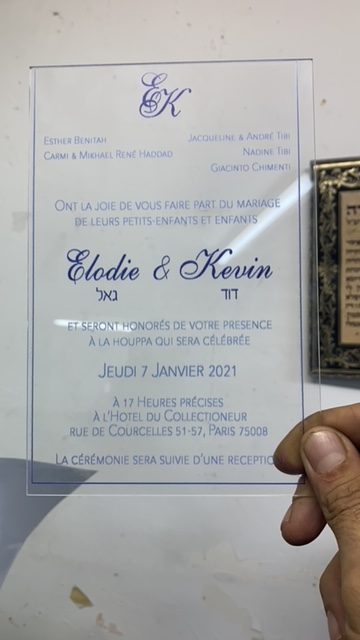 EK
ESTHER BENITAH
CARMI & MIKHAEL RENÉ HADDAD
JACQUELINE & ANDRÉ TIBI
NADINE TIBI
GIACINTO CHIMENTI
ONT LA JOIE DE VOUS FAIRE PART DU MARIAGE
DE LEURS PETITS-ENFANTS ET ENFANTS
Elodie & Kevin
גאל דוד
ET SERONT HONORÉS DE VOTRE PRESENCE
À LA HOUPPA QUI SERA CÉLÉBRÉE
JEUDI 7 JANVIER 2021
À 17 HEURES PRÉCISES
À L'HOTEL DU COLLECTIONEUR
RUE DE COURCELLES 51-57, PARIS 75008
LA CÉRÉMONIE SERA SUIVIE D'UNE RECEPTIO